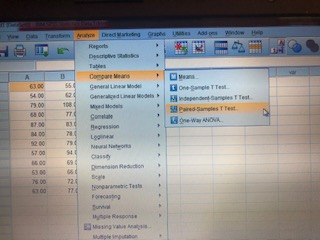 Data Transform Analyze Direct Marketing Graphs Utilities Add-ons Window Help
Reports
Descriptive Statistics
Tables
Compare Means
General Linear Model
Generalized Linear Models
Mixed Models
Correlate
Regression
Loglinear
Neural Networks
Classify
Dimension Reduction
Scale
Nonparametric Tests
Forecasting
Survival
Multiple Response
Missing Value Analysis...
Multiple Imputation
Means...
One-Sample T Test...
Independent-Samples T Test...
Paired-Samples T Test...
One-Way ANOVA...
A B
var
63.00 55.0
54.00 62.0
79.00 108.0
68.00 77.0
87.00 83.0
84.00 78.0
92.00 79.0
57.00 94.0
66.00 69.0
53.00 66.0
76.00 72.0
63.00 77.0